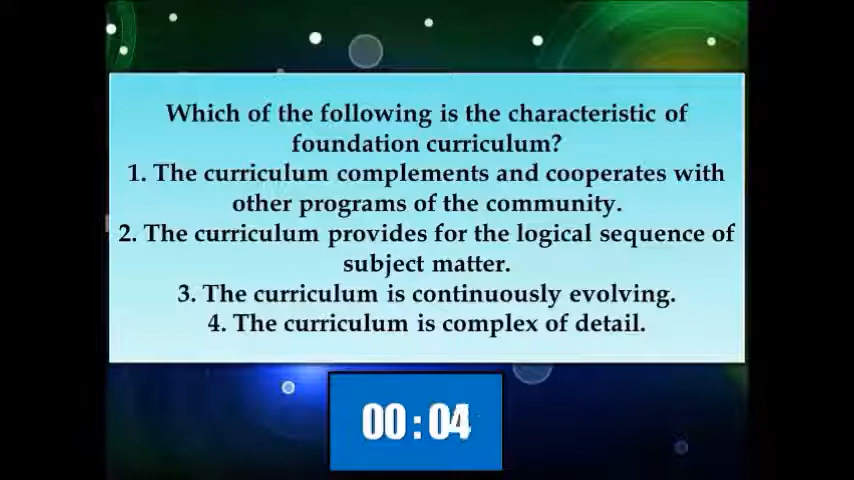 Which of the following is the characteristic of
foundation curriculum?
1. The curriculum complements and cooperates with
other programs of the community.
2. The curriculum provides for the logical sequence of
subject matter.
3. The curriculum is continuously evolving.
4. The curriculum is complex of detail.
00:04